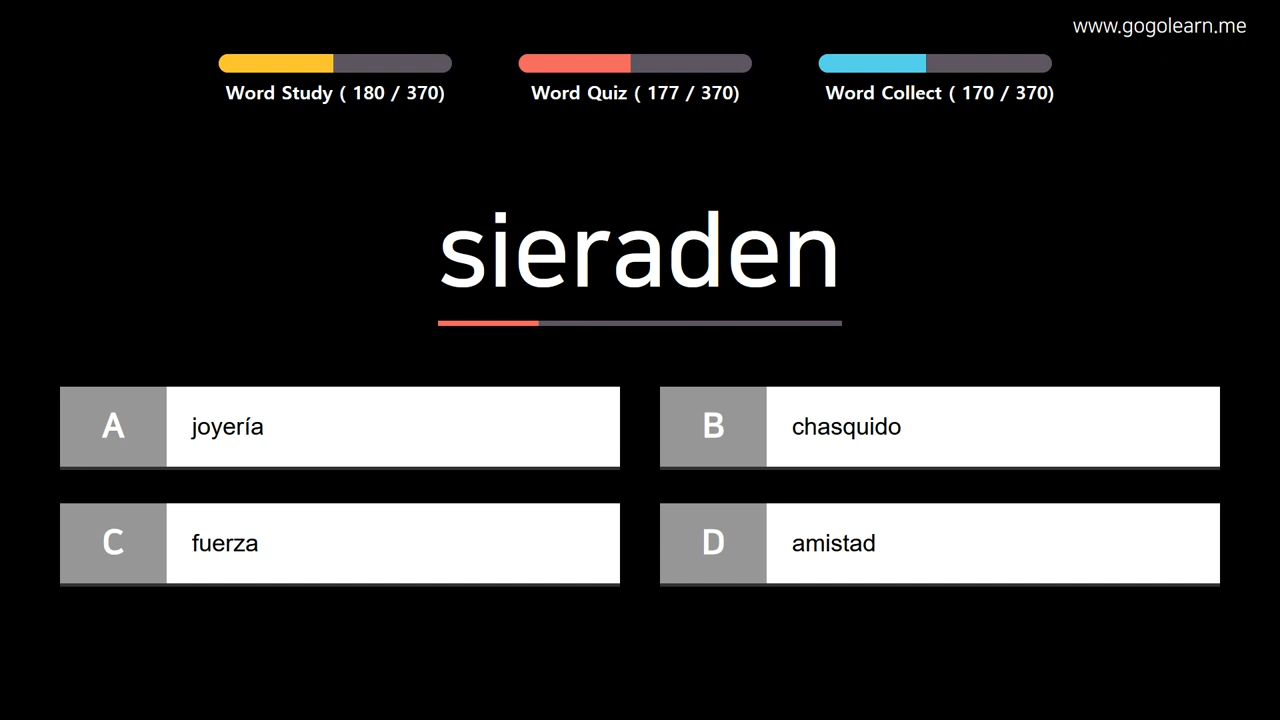 www.gogolearn.me
Word Study ( 180 / 370)
Word Quiz ( 177 / 370)
Word Collect ( 170 / 370)
sieraden
A joyería
B chasquido
C fuerza
D amistad